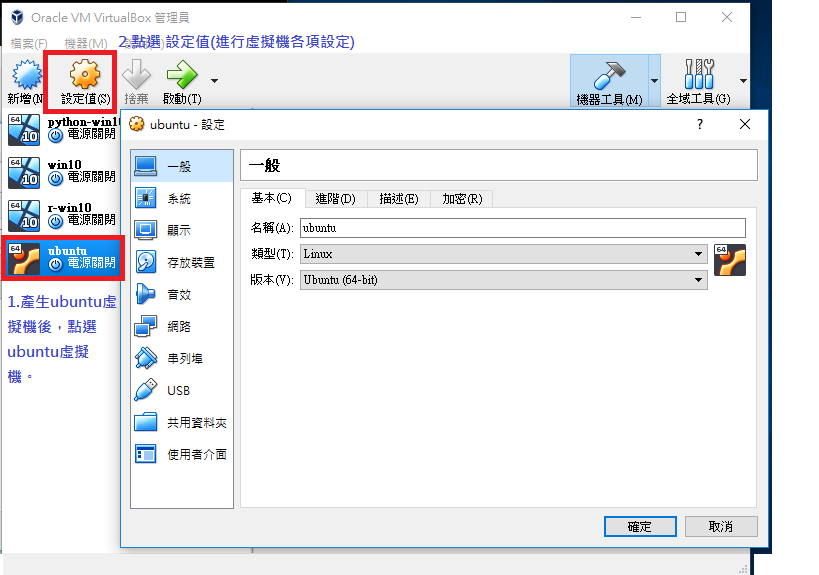 Oracle VM VirtualBox 管理員
檔案(F) 機器(M)
2.點選 設定值(進行虛擬機各項設定)
新增(N 設定值(S) 捨棄 啟動(T) 機器工具(M) 全域工具(G)
64 10 python-win1
電源關閉
64 10 win10
電源關閉
64 10 r-win10
電源關閉
64 ubuntu
電源關閉
1.產生ubuntu虛
擬機後，點選
ubuntu虛擬
機。
ubuntu - 設定 ?
一般
系統
顯示
存放裝置
音效
網路
串列埠
USB
共用資料夾
使用者介面
一般
基本(C) 進階(D) 描述(E) 加密(R)
名稱(A): ubuntu
類型(T): Linux
版本(V): Ubuntu (64-bit)
64
確定 取消